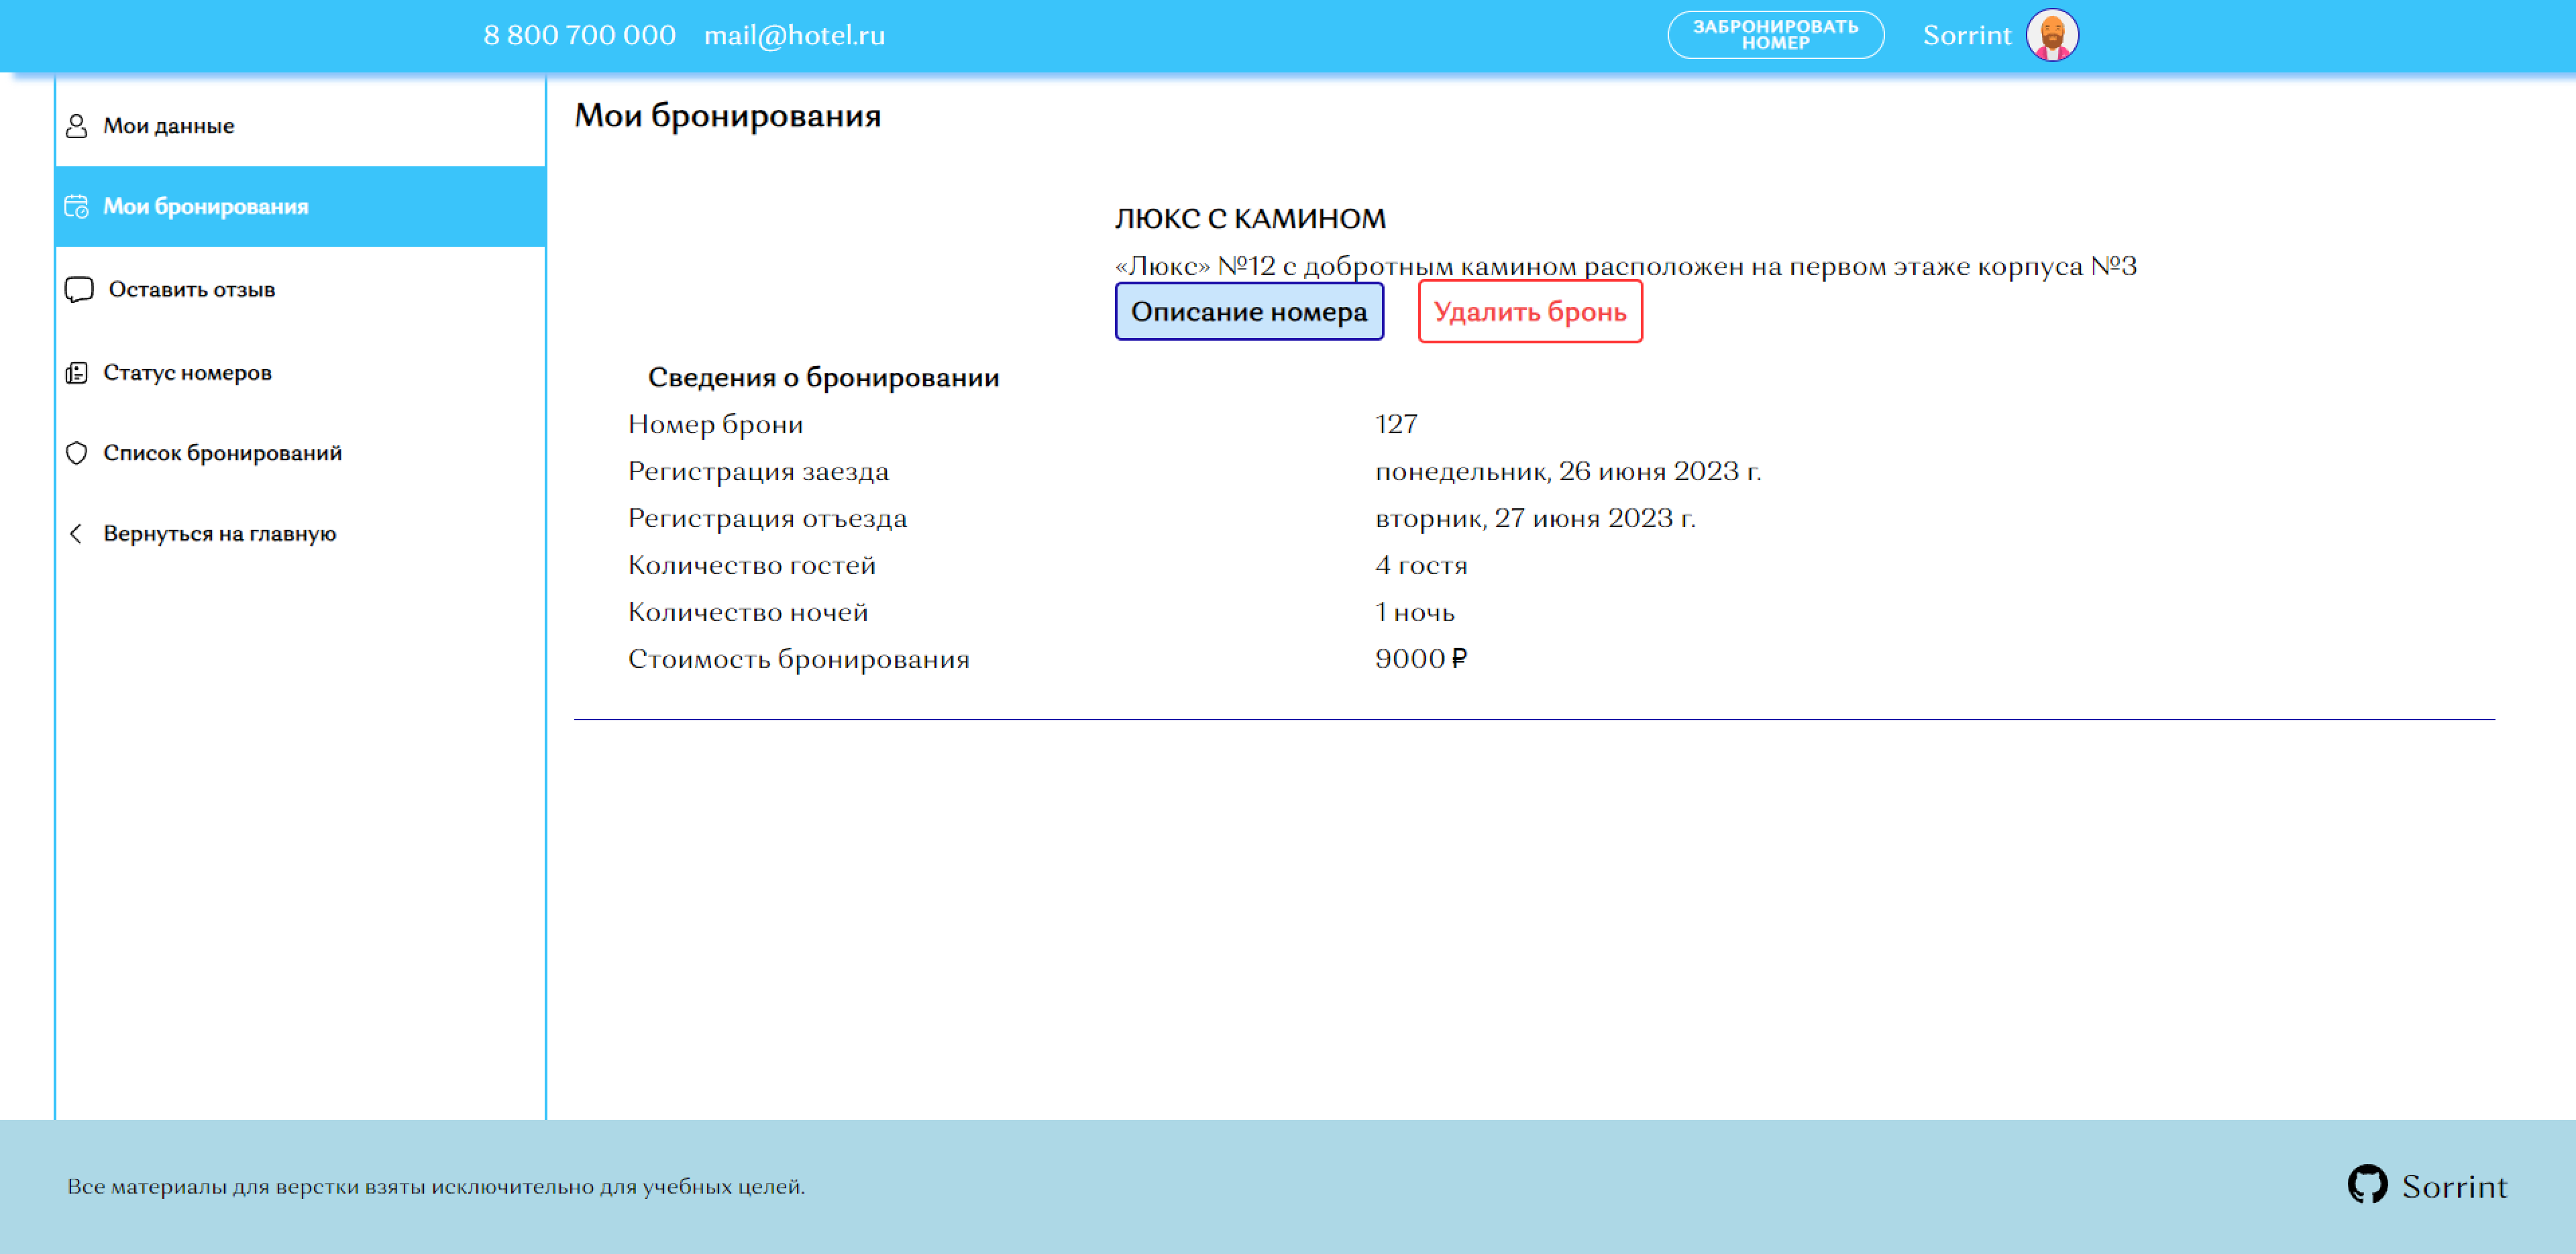 8 800 700 000 mail@hotel.ru
ЗАБРОНИРОВАТЬ
НОМЕР
Sorrint
Мои данные
Мои бронирования
Оставить отзыв
Статус номеров
Список бронирований
Вернуться на главную
Мои бронирования
ЛЮКС С КАМИНОМ
«Люкс» №12 с добротным камином расположен на первом этаже корпуса №3
Описание номера Удалить бронь
Сведения о бронировании
Номер брони 127
Регистрация заезда понедельник, 26 июня 2023 г.
Регистрация отъезда вторник, 27 июня 2023 г.
Количество гостей 4 гостя
Количество ночей 1 ночь
Стоимость бронирования 9000 ₽
Все материалы для верстки взяты исключительно для учебных целей.
Sorrint